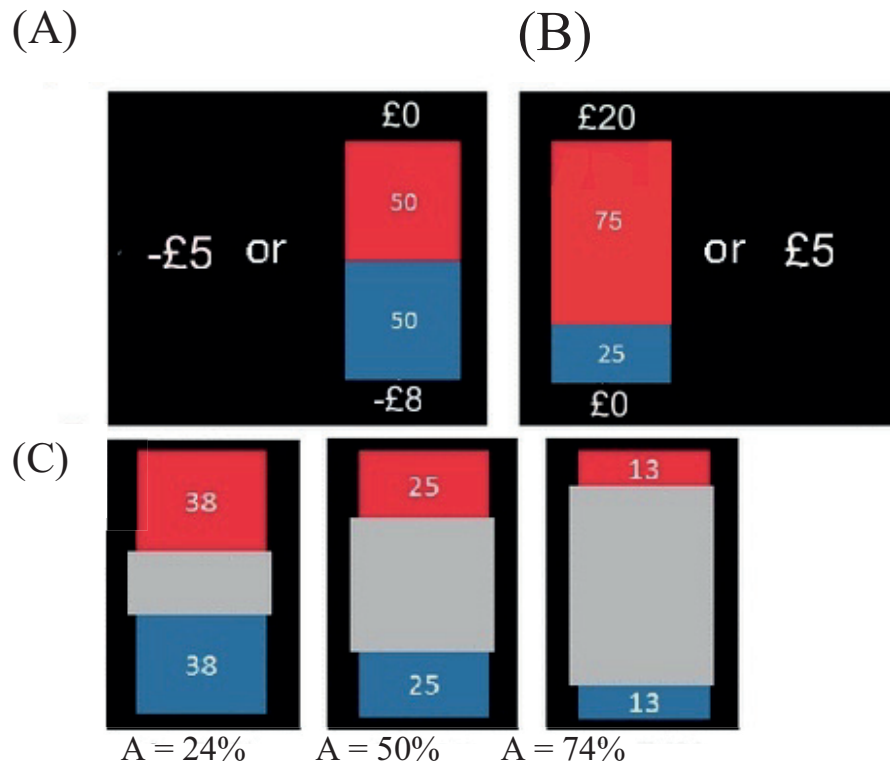 (A)
(B)
£0
50
-£5 or
50
-£8
£20
75
or £5
25
£0
(C)
38
38
25
25
13
13
A = 24%
A = 50%
A = 74%